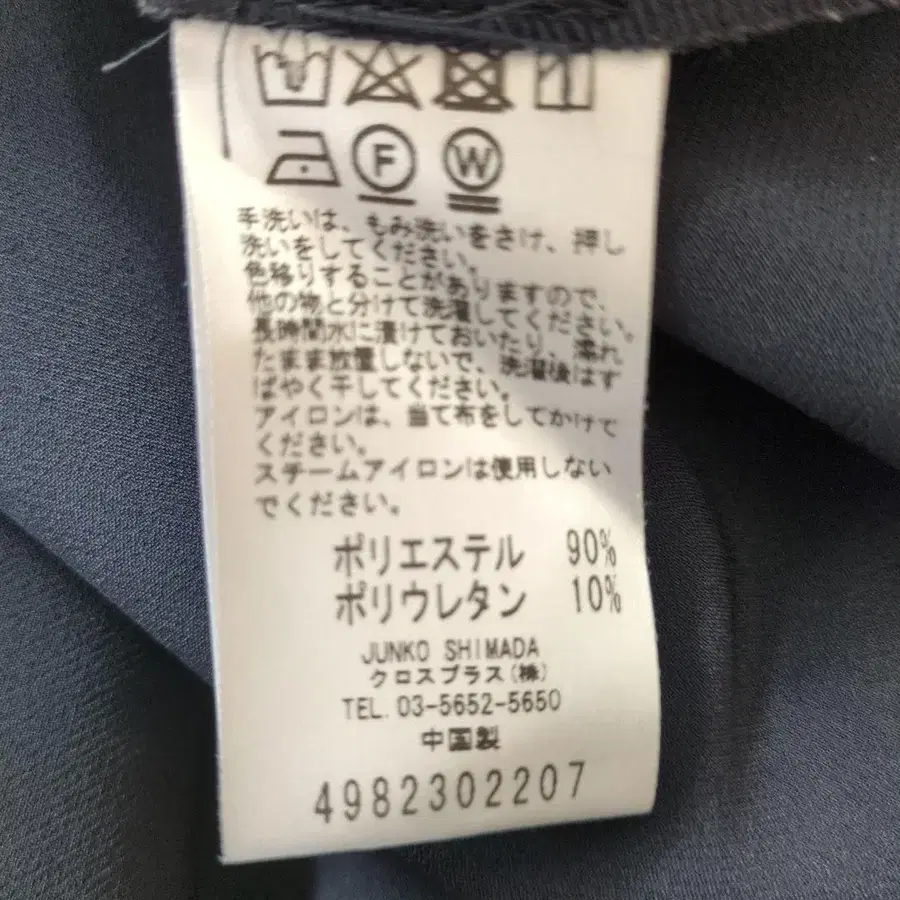 F W
手洗いは、もみ洗いをさけ、押し
洗いをしてください。
色移りすることがありますので、
他の物と分けて洗濯してください。
長時間水に漬けておいたり、濡れ
たまま放置しないで、洗濯後はす
ばやく干してください。
アイロンは、当て布をしてかけて
ください。
スチームアイロンは使用しない
でください。
ポリエステル 90%
ポリウレタン 10%
JUNKO SHIMADA
クロスプラス(株)
TEL. 03-5652-5650
中国製
4982302207